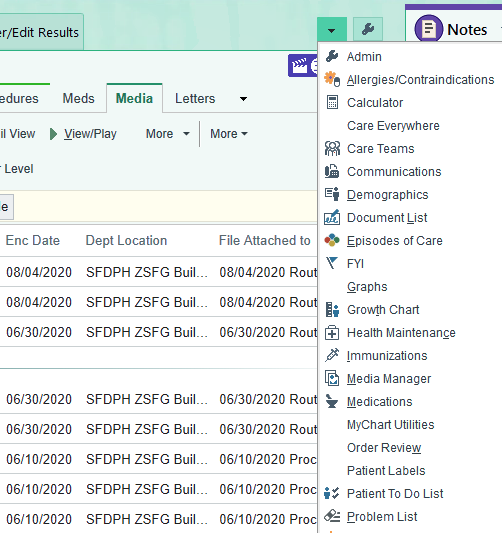 er/Edit Results
Notes
edures Meds Media Letters
il View View/Play More More
r Level
le
Enc Date Dept Location File Attached to
08/04/2020 SFDPH ZSFG Buil... 08/04/2020 Rout
08/04/2020 SFDPH ZSFG Buil... 08/04/2020 Rout
06/30/2020 SFDPH ZSFG Buil... 06/30/2020 Rout
06/30/2020 SFDPH ZSFG Buil... 06/30/2020 Rout
06/30/2020 SFDPH ZSFG Buil... 06/30/2020 Rout
06/10/2020 SFDPH ZSFG Buil... 06/10/2020 Proc
06/10/2020 SFDPH ZSFG Buil... 06/10/2020 Proc
06/10/2020 SFDPH ZSFG Buil... 06/10/2020 Proc
Admin
Allergies/Contraindications
Calculator
Care Everywhere
Care Teams
Communications
Demographics
Document List
Episodes of Care
FYI
Graphs
Growth Chart
Health Maintenance
Immunizations
Media Manager
Medications
MyChart Utilities
Order Review
Patient Labels
Patient To Do List
Problem List